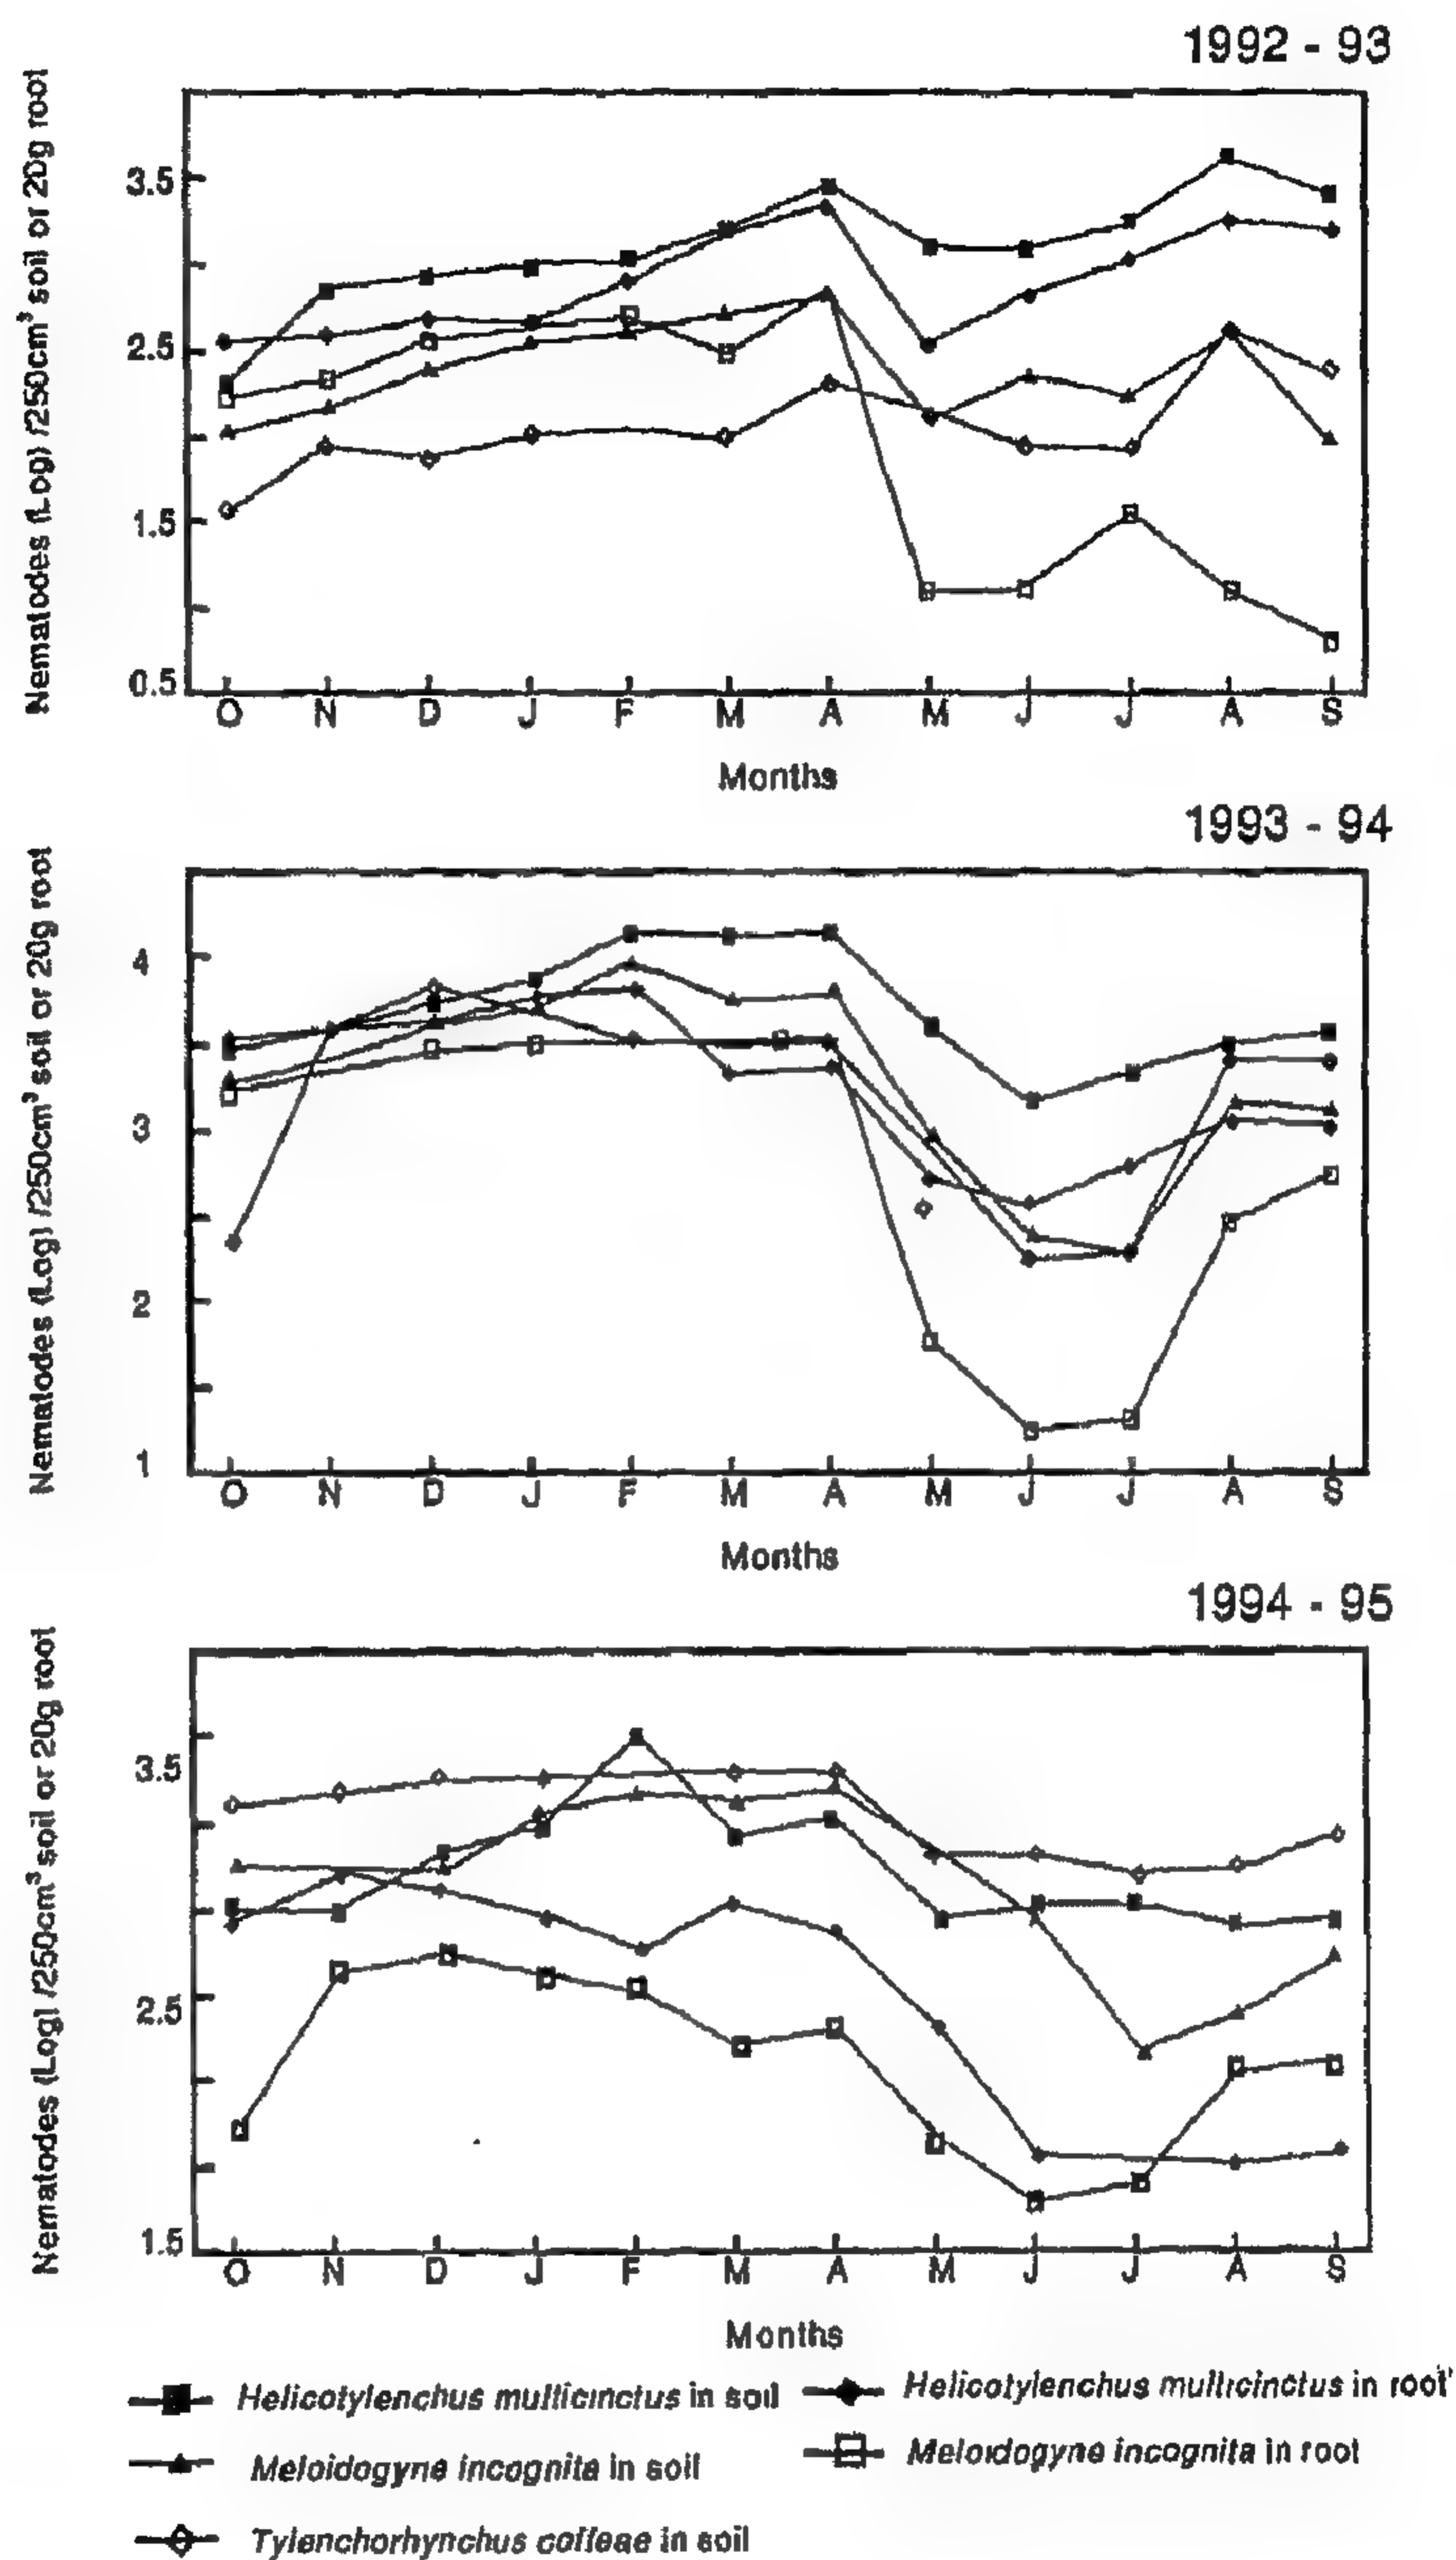 1992 - 93
Nematodes (Log) /250cm³ soil or 20g root
3.5
2.5
1.5
0.5
O N D J F M A M J J A S
Months
1993 - 94
Nematodes (Log) /250cm³ soil or 20g root
4
3
2
1
O N D J F M A M J J A S
Months
1994 - 95
Nematodes (Log) /250cm³ soil or 20g root
3.5
2.5
1.5
O N D J F M A M J J A S
Months
Helicotylenchus multicinctus in soil
Helicotylenchus multicinctus in root
Meloidogyne incognita in soil
Meloidogyne incognita in root
Tylenchorhynchus coffeae in soil